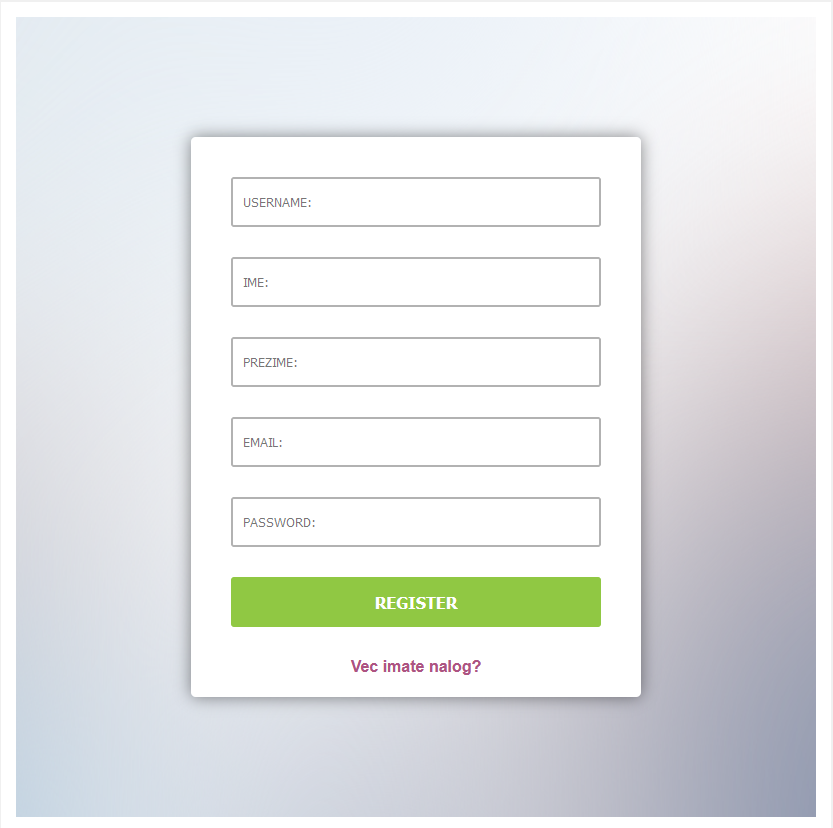 USERNAME:
IME:
PREZIME:
EMAIL:
PASSWORD:
REGISTER
Vec imate nalog?